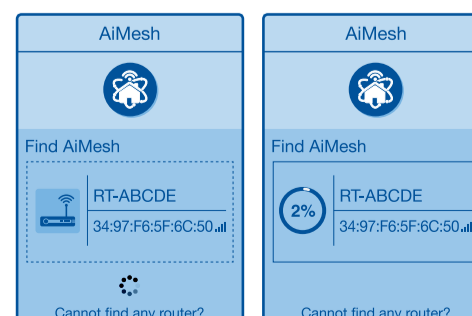 AiMesh
Find AiMesh
RT-ABCDE
34:97:F6:5F:6C:50
Cannot find any router?
AiMesh
Find AiMesh
2%
RT-ABCDE
34:97:F6:5F:6C:50
Cannot find any router?